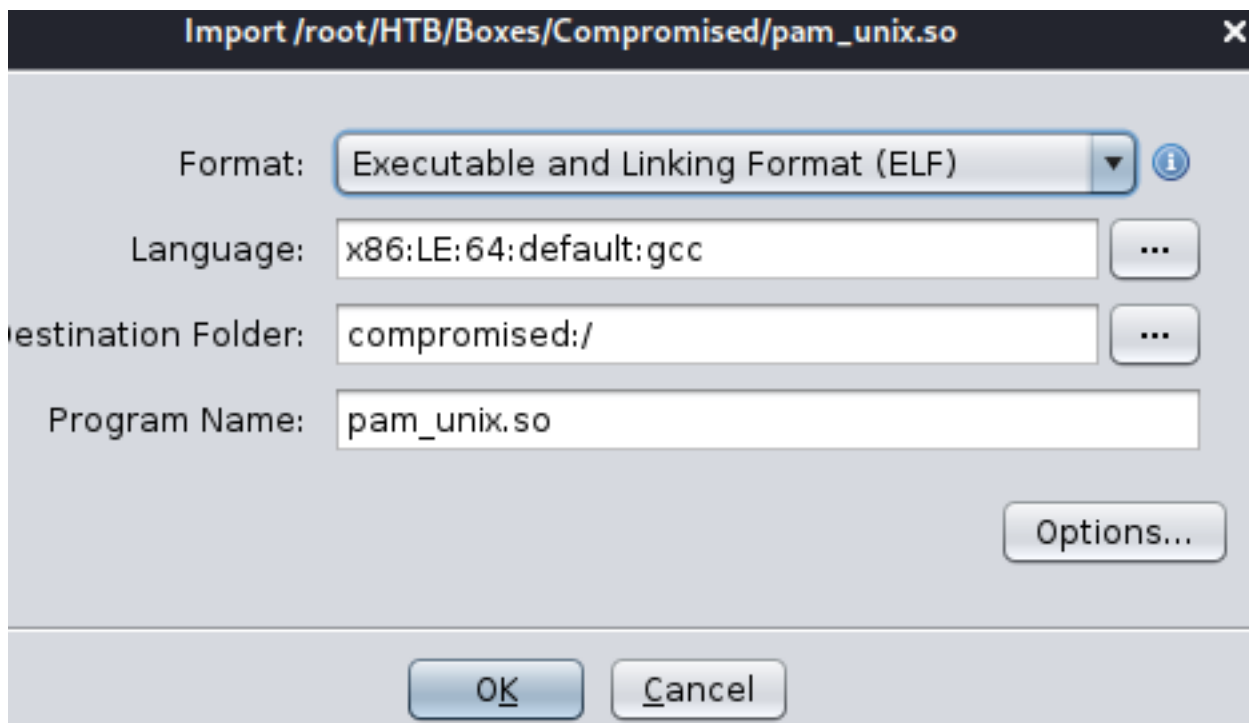 Import /root/HTB/Boxes/Compromised/pam_unix.so ×
Format: Executable and Linking Format (ELF)
Language: x86:LE:64:default:gcc ...
estination Folder: compromised:/ ...
Program Name: pam_unix.so
Options...
OK Cancel